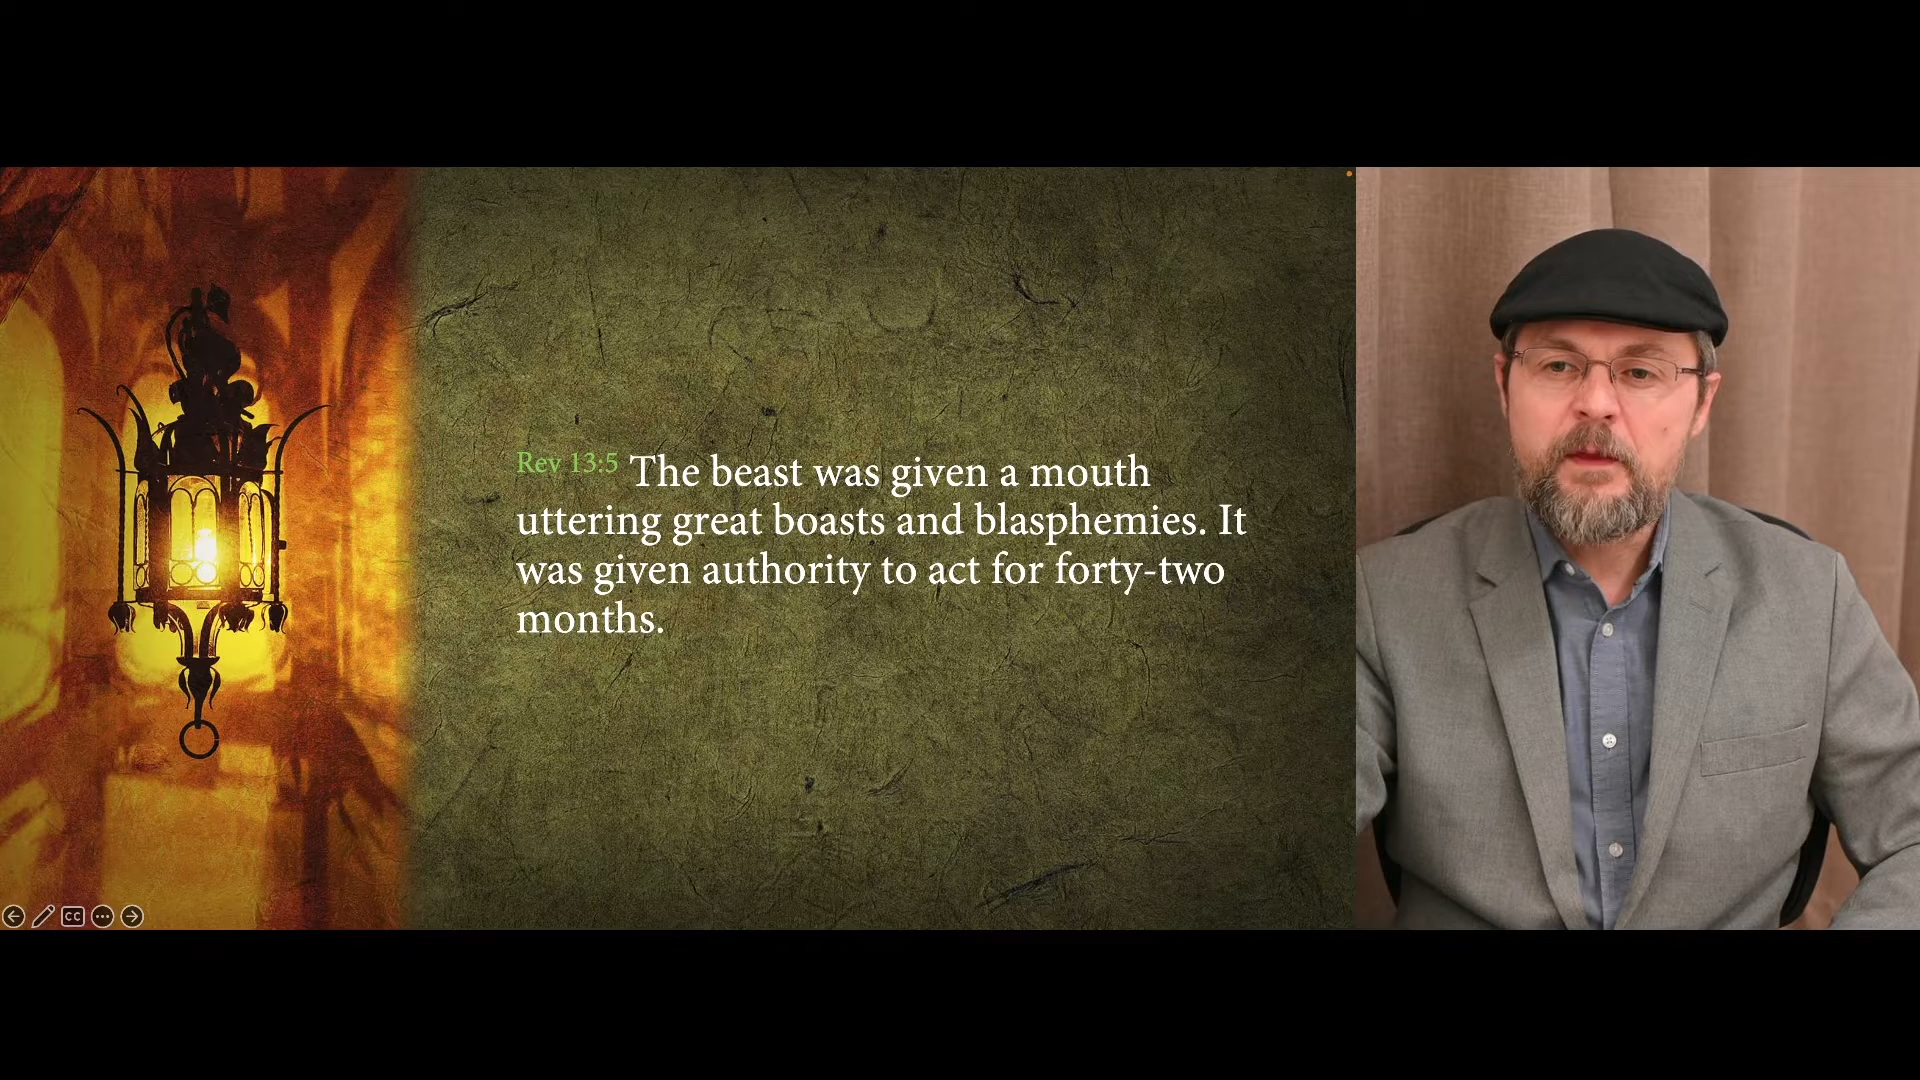 Rev 13:5 The beast was given a mouth
uttering great boasts and blasphemies. It
was given authority to act for forty-two
months.
CC